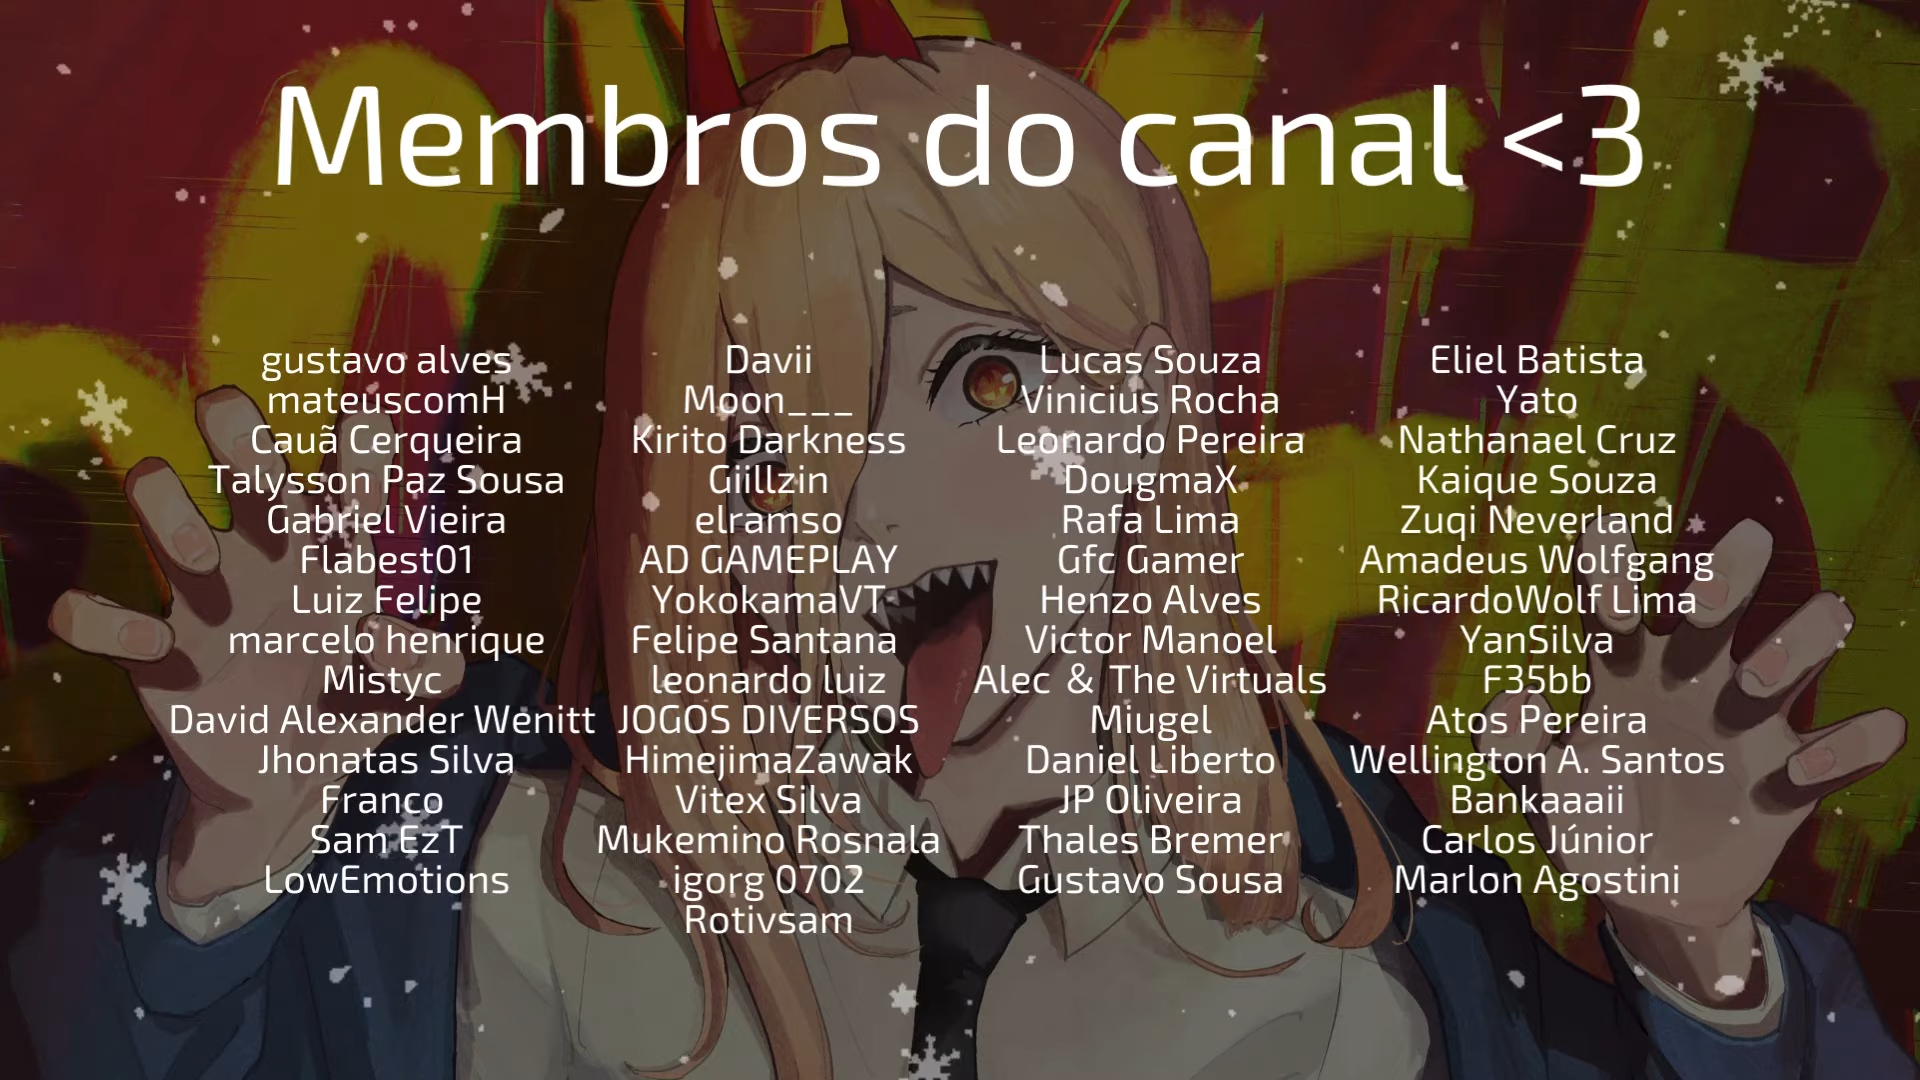 Membros do canal <3
gustavo alves
mateuscomH
Cauã Cerqueira
Talysson Paz Sousa
Gabriel Vieira
Flabest01
Luiz Felipe
marcelo henrique
Mistyc
David Alexander Wenitt
Jhonatas Silva
Franco
Sam EzT
LowEmotions
Davii
Moon___
Kirito Darkness
Giillzin
elramso
AD GAMEPLAY
YokokamaVT
Felipe Santana
leonardo luiz
JOGOS DIVERSOS
HimejimaZawak
Vitex Silva
Mukemino Rosnala
igorg 0702
Rotivsam
Lucas Souza
Vinicius Rocha
Leonardo Pereira
DougmaX
Rafa Lima
Gfc Gamer
Henzo Alves
Victor Manoel
Alec & The Virtuals
Miugel
Daniel Liberto
JP Oliveira
Thales Bremer
Gustavo Sousa
Eliel Batista
Yato
Nathanael Cruz
Kaique Souza
Zuqi Neverland
Amadeus Wolfgang
RicardoWolf Lima
YanSilva
F35bb
Atos Pereira
Wellington A. Santos
Bankaaaii
Carlos Júnior
Marlon Agostini